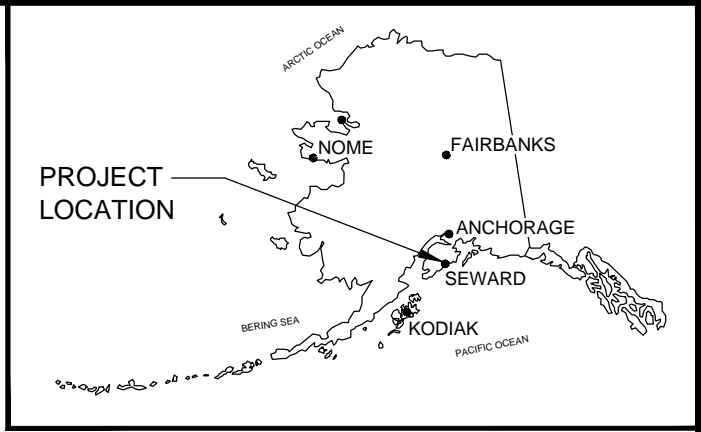 ARCTIC OCEAN
NOME
FAIRBANKS
PROJECT
LOCATION
ANCHORAGE
SEWARD
BERING SEA
KODIAK
PACIFIC OCEAN